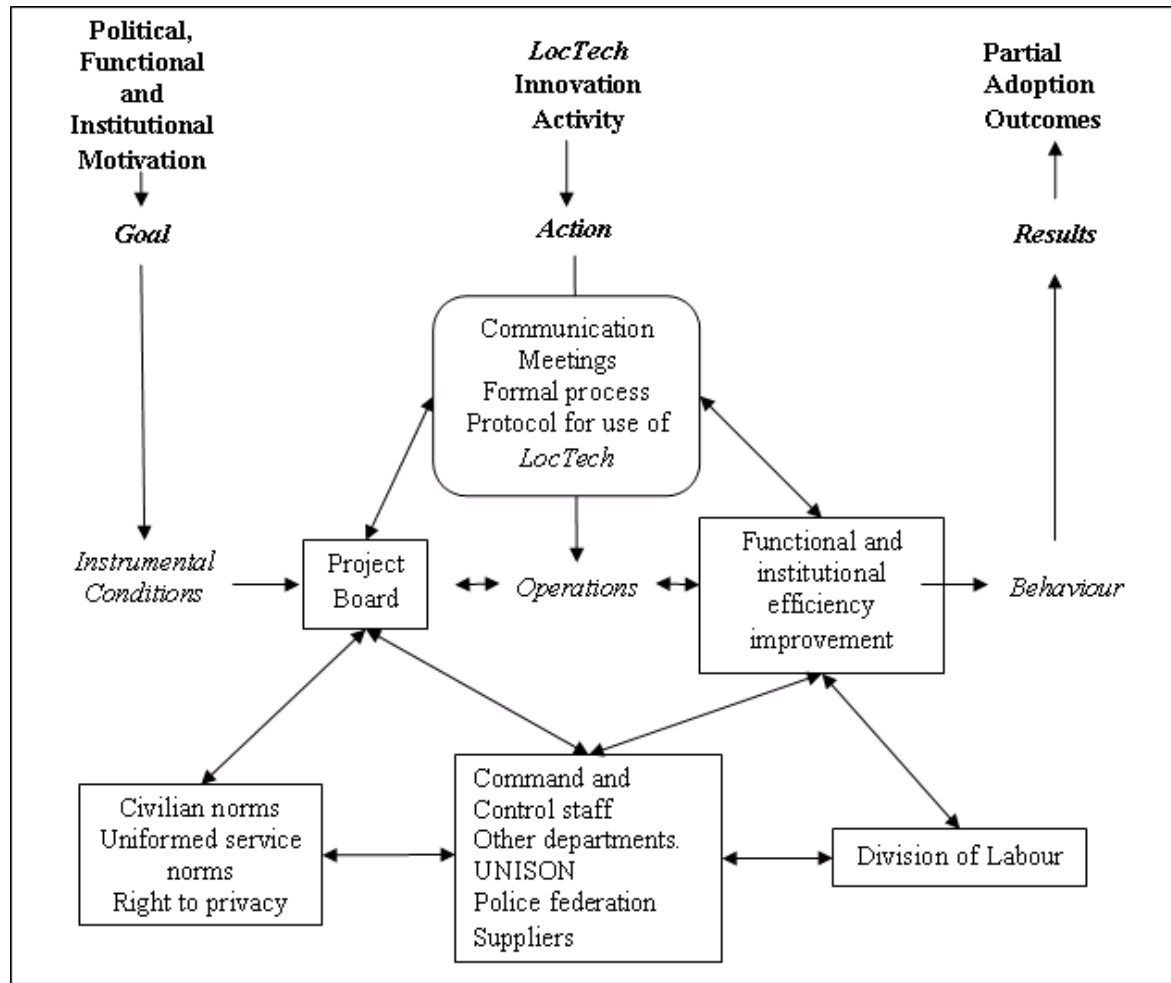 Political,
Functional
and
Institutional
Motivation
LocTech
Innovation
Activity
Partial
Adoption
Outcomes
Goal
Action
Results
Communication
Meetings
Formal process
Protocol for use of
LocTech
Instrumental
Conditions
Project
Board
Operations
Functional and
institutional
efficiency
improvement
Behaviour
Civilian norms
Uniformed service
norms
Right to privacy
Command and
Control staff
Other departments.
UNISON
Police federation
Suppliers
Division of Labour